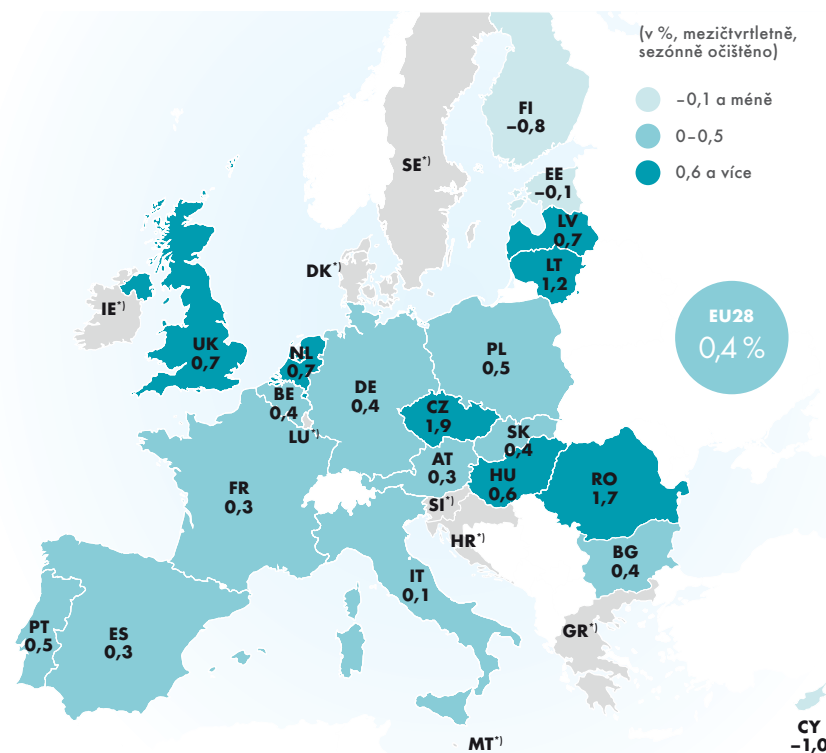 (v %, mezičtvrtletně,
sezónně očištěno)
−0,1 a méně
0–0,5
0,6 a více
FI
−0,8
SE*)
EE
−0,1
LV
0,7
LT
1,2
DK*)
IE*)
UK
0,7
NL
0,7
BE
0,4
LU*)
DE
0,4
PL
0,5
EU28
0,4 %
CZ
1,9
SK
0,4
AT
0,3
HU
0,6
RO
1,7
FR
0,3
SI*)
HR*)
BG
0,4
IT
0,1
PT
0,5
ES
0,3
GR*)
MT*)
CY
−1,0